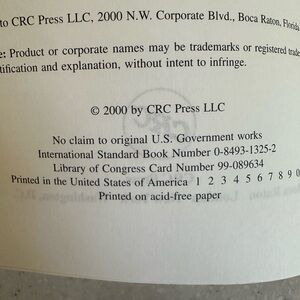 to CRC Press LLC, 2000 N.W. Corporate Blvd., Boca Raton, Florida
Product or corporate names may be trademarks or registered
and explanation, without intent to infringe.
© 2000 by CRC Press LLC
No claim to original U.S. Government works
International Standard Book Number 0-8493-1325-2
Library of Congress Card Number 99-089634
Printed in the United States of America 1 2 3 4 5 6 7 8 9 0
Printed on acid-free paper